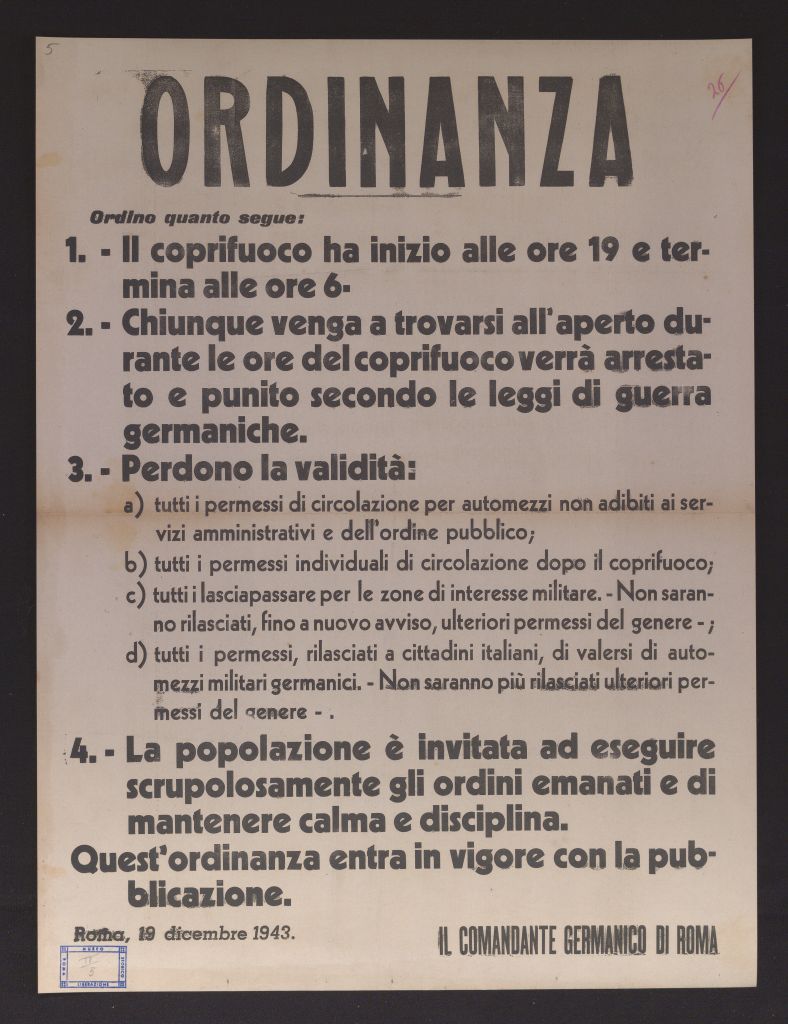 5
26
ORDINANZA
Ordino quanto segue:
1. - Il coprifuoco ha inizio alle ore 19 e ter-
mina alle ore 6.
2. - Chiunque venga a trovarsi all'aperto du-
rante le ore del coprifuoco verrà arresta-
to e punito secondo le leggi di guerra
germaniche.
3. - Perdono la validità:
a) tutti i permessi di circolazione per automezzi non adibiti ai ser-
vizi amministrativi e dell'ordine pubblico;
b) tutti i permessi individuali di circolazione dopo il coprifuoco;
c) tutti i lasciapassare per le zone di interesse militare. - Non saran-
no rilasciati, fino a nuovo avviso, ulteriori permessi del genere - ;
d) tutti i permessi, rilasciati a cittadini italiani, di valersi di auto-
mezzi militari germanici. - Non saranno più rilasciati ulteriori per-
messi del genere - .
4. - La popolazione è invitata ad eseguire
scrupolosamente gli ordini emanati e di
mantenere calma e disciplina.
Quest'ordinanza entra in vigore con la pub-
blicazione.
Roma, 19 dicembre 1943.
IL COMANDANTE GERMANICO DI ROMA
MUSEO
STORICO
LIBERAZIONE
ROMA
II
5